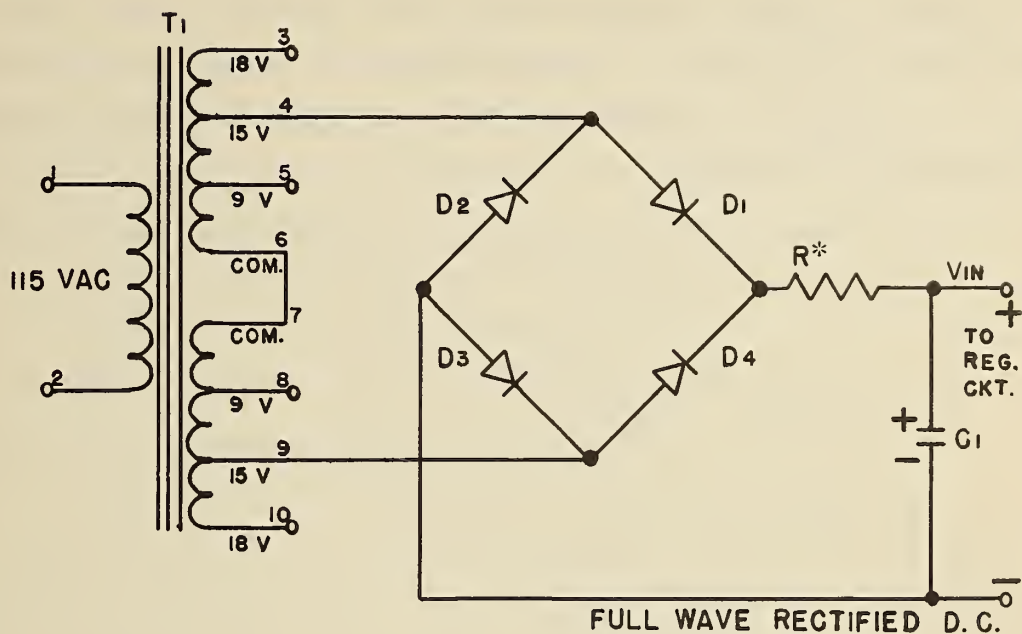 T1
3
18 V
4
15 V
5
9 V
6
COM.
7
COM.
8
9 V
9
15 V
10
18 V
1
115 VAC
2
D2
D1
D3
D4
R*
VIN
+
TO
REG.
CKT.
+
-
C1
-
FULL WAVE RECTIFIED D.C.